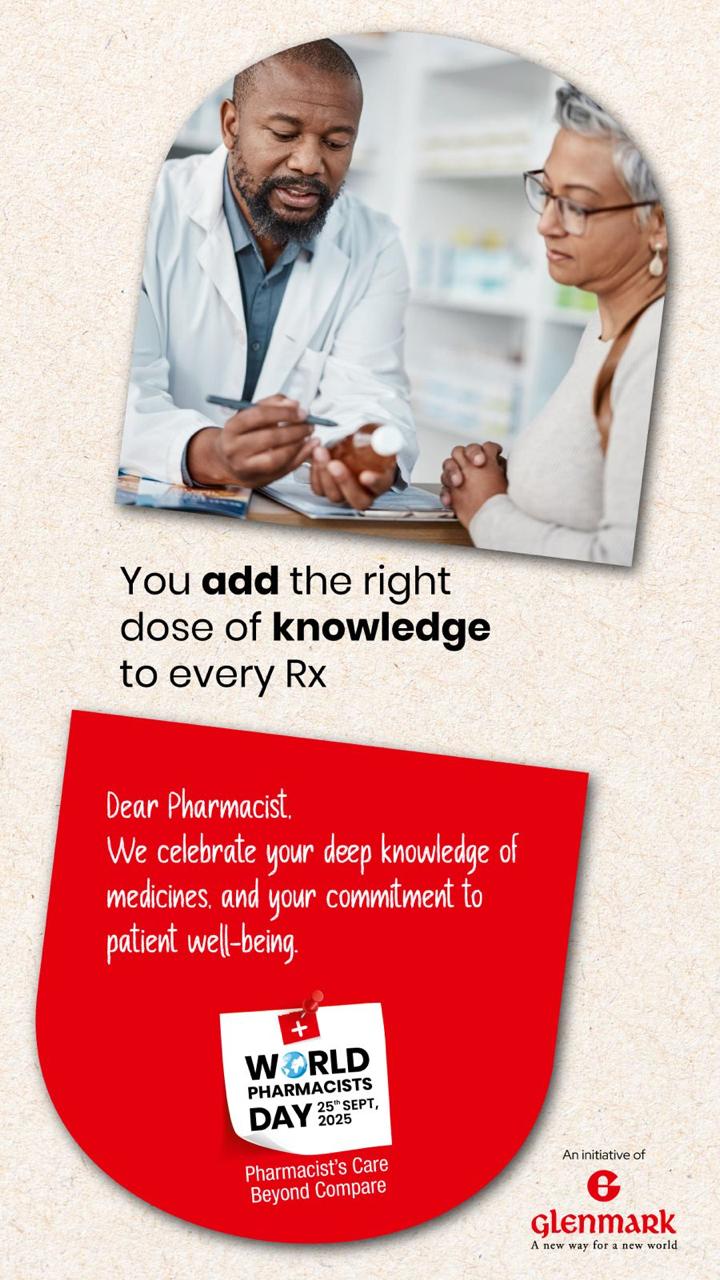 You add the right
dose of knowledge
to every Rx
Dear Pharmacist,
We celebrate your deep knowledge of
medicines, and your commitment to
patient well-being.
WORLD
PHARMACISTS
DAY 25th SEPT,
2025
Pharmacist's Care
Beyond Compare
An initiative of
glenmark
A new way for a new world